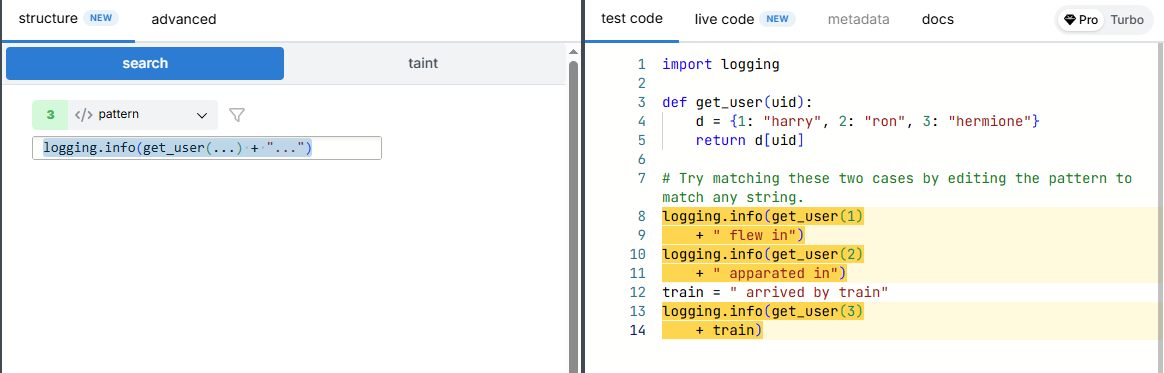 structure NEW advanced
search taint
3 </> pattern
logging.info(get_user(...) + "...")
test code live code NEW metadata docs Pro Turbo
1 import logging
2
3 def get_user(uid):
4 d = {1: "harry", 2: "ron", 3: "hermione"}
5 return d[uid]
6
7 # Try matching these two cases by editing the pattern to
match any string.
8 logging.info(get_user(1)
9 + " flew in")
10 logging.info(get_user(2)
11 + " apparated in")
12 train = " arrived by train"
13 logging.info(get_user(3)
14 + train)